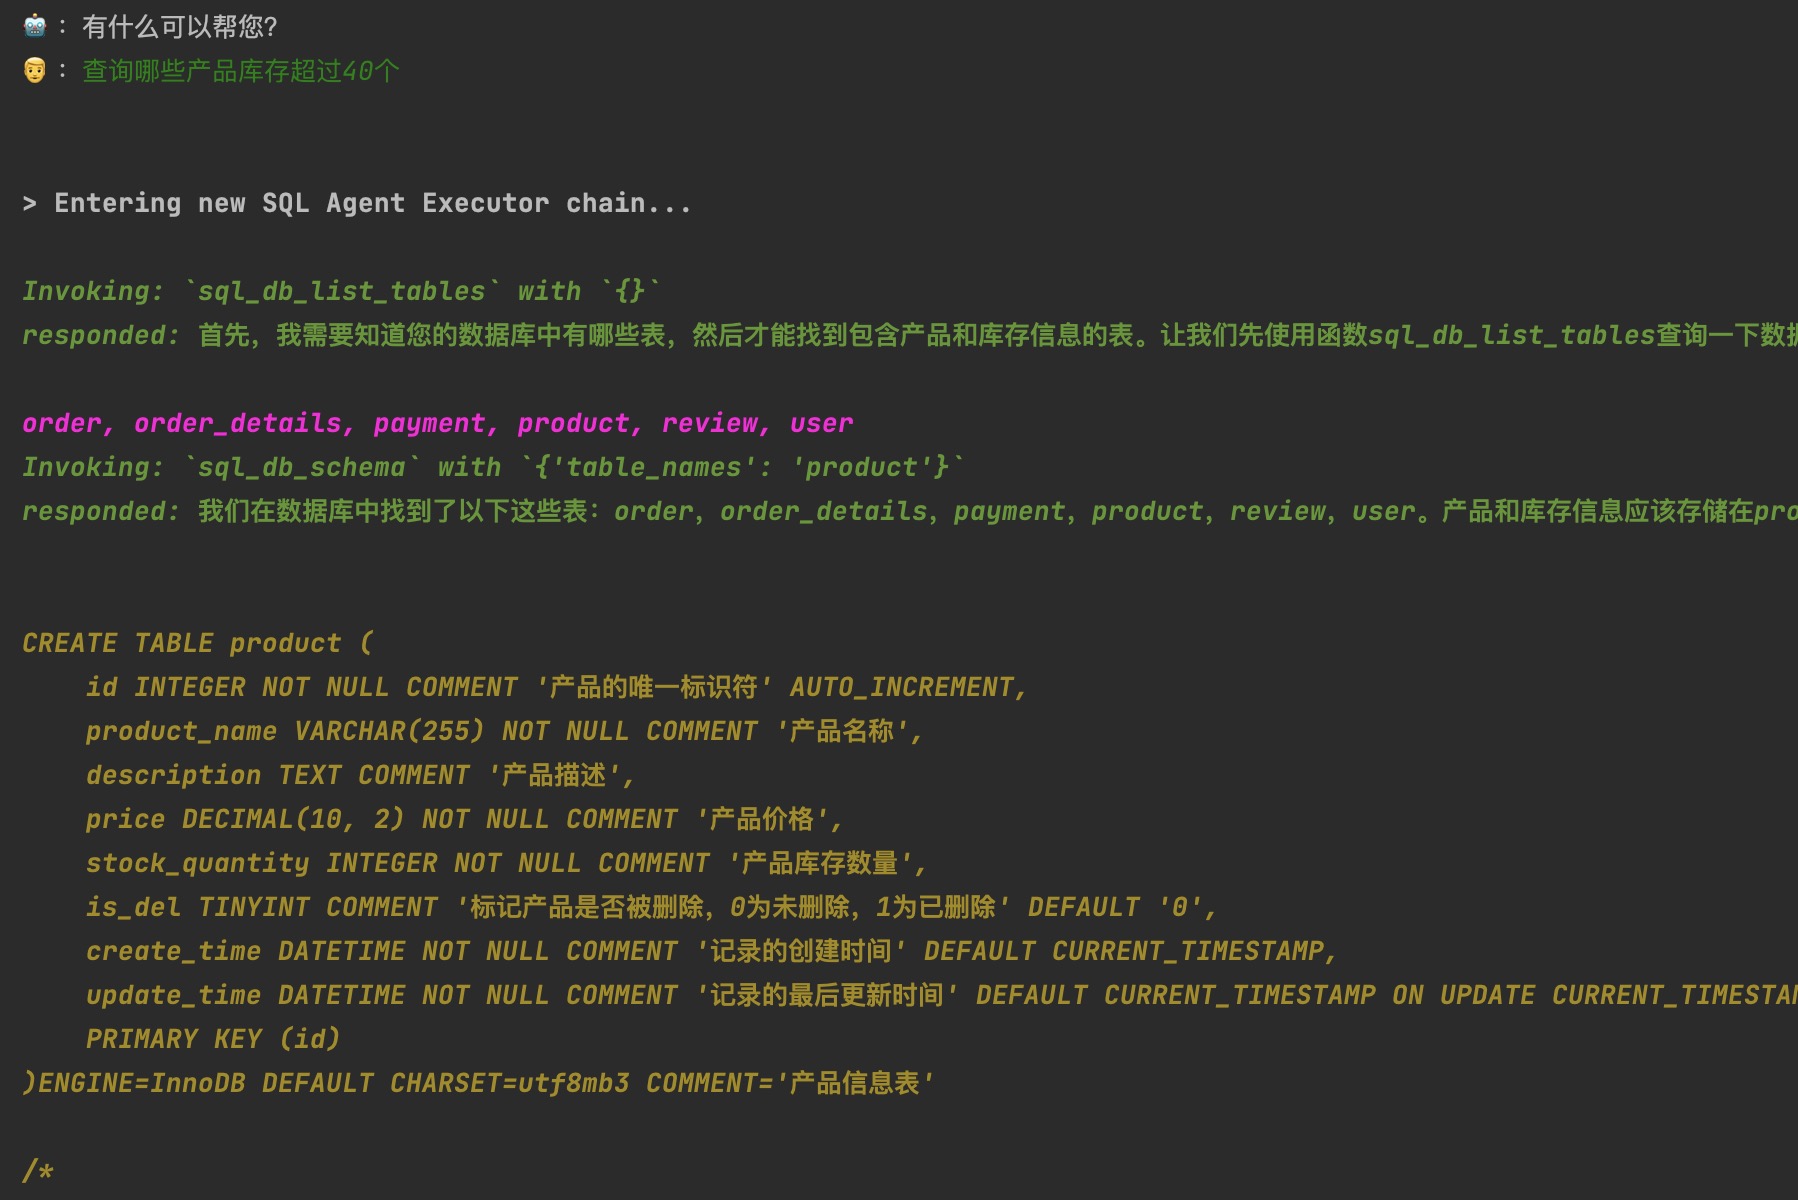 🤖：有什么可以帮您?
👨：查询哪些产品库存超过40个
> Entering new SQL Agent Executor chain...
Invoking: `sql_db_list_tables` with `{}`
responded: 首先，我需要知道您的数据库中有哪些表，然后才能找到包含产品和库存信息的表。让我们先使用函数sql_db_list_tables查询一下数据
order, order_details, payment, product, review, user
Invoking: `sql_db_schema` with `{'table_names': 'product'}`
responded: 我们在数据库中找到了以下这些表：order，order_details，payment，product，review，user。产品和库存信息应该存储在pro
CREATE TABLE product (
    id INTEGER NOT NULL COMMENT '产品的唯一标识符' AUTO_INCREMENT,
    product_name VARCHAR(255) NOT NULL COMMENT '产品名称',
    description TEXT COMMENT '产品描述',
    price DECIMAL(10, 2) NOT NULL COMMENT '产品价格',
    stock_quantity INTEGER NOT NULL COMMENT '产品库存数量',
    is_del TINYINT COMMENT '标记产品是否被删除，0为未删除，1为已删除' DEFAULT '0',
    create_time DATETIME NOT NULL COMMENT '记录的创建时间' DEFAULT CURRENT_TIMESTAMP,
    update_time DATETIME NOT NULL COMMENT '记录的最后更新时间' DEFAULT CURRENT_TIMESTAMP ON UPDATE CURRENT_TIMESTAM
    PRIMARY KEY (id)
)ENGINE=InnoDB DEFAULT CHARSET=utf8mb3 COMMENT='产品信息表'
/*